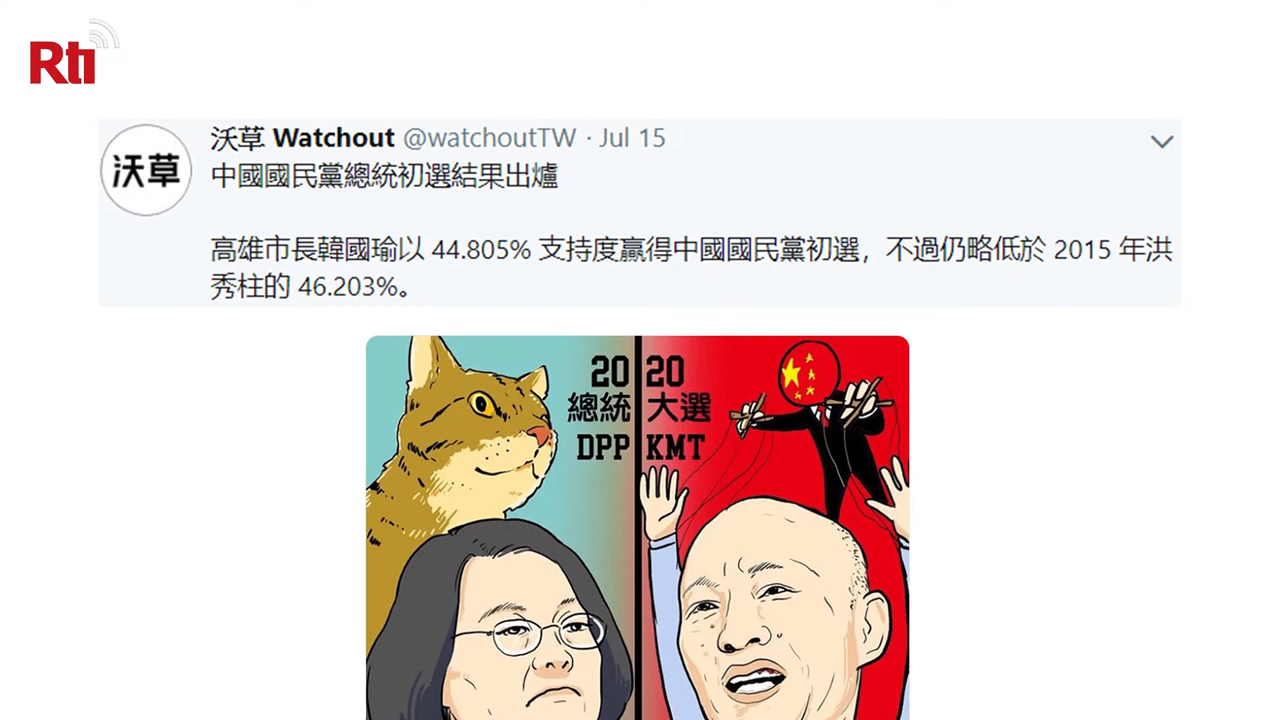 Rti
沃草 Watchout @watchoutTW · Jul 15
沃草
中國國民黨總統初選結果出爐
高雄市長韓國瑜以 44.805% 支持度贏得中國國民黨初選，不過仍略低於 2015 年洪
秀柱的 46.203%。
20 20
總統 大選
DPP KMT